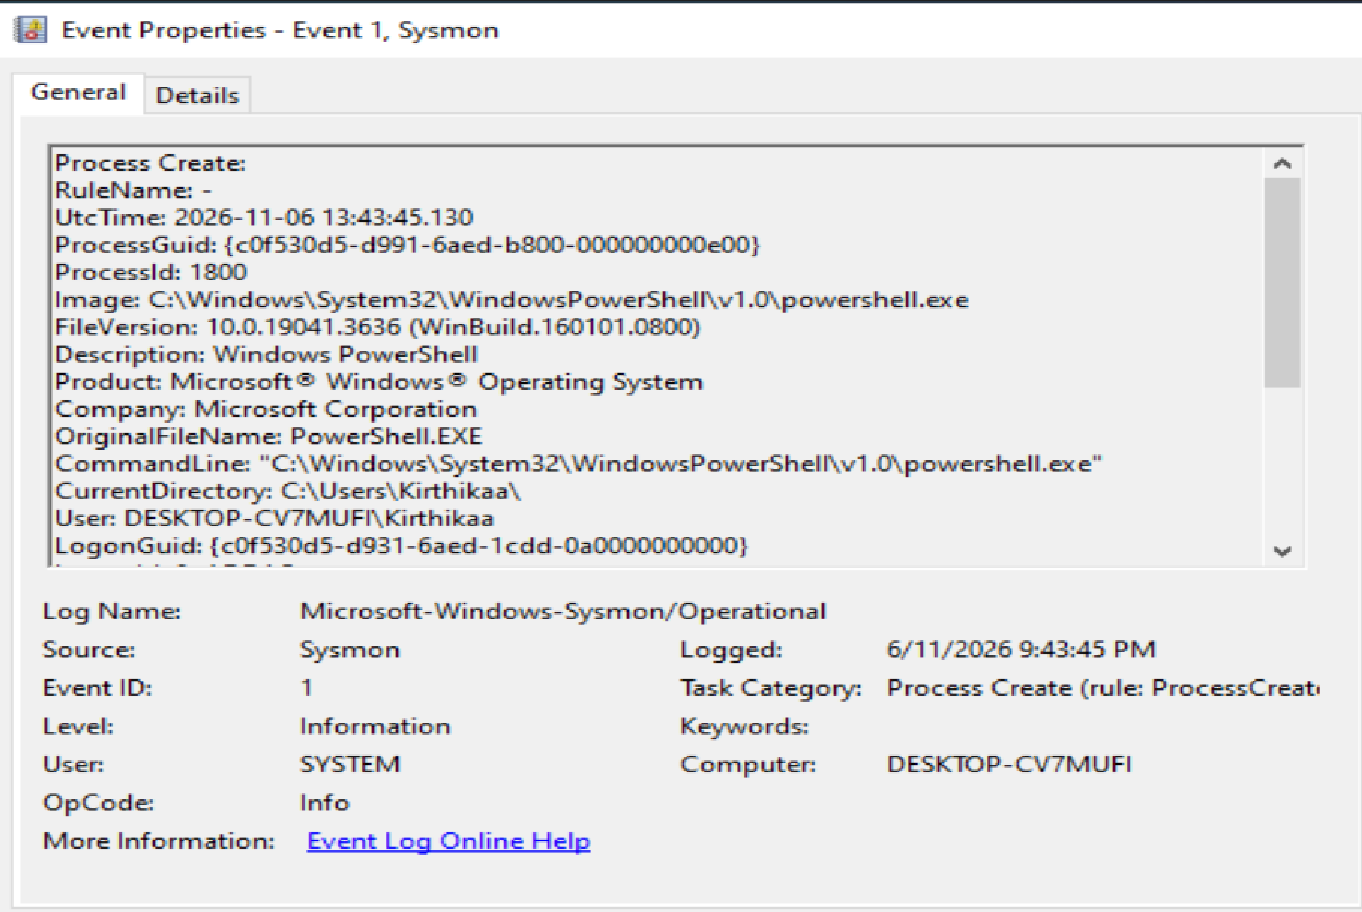 Event Properties - Event 1, Sysmon
General
Details
Process Create:
RuleName: -
UtcTime: 2026-11-06 13:43:45.130
ProcessGuid: {c0f530d5-d991-6aed-b800-000000000e00}
ProcessId: 1800
Image: C:\Windows\System32\WindowsPowerShell\v1.0\powershell.exe
FileVersion: 10.0.19041.3636 (WinBuild.160101.0800)
Description: Windows PowerShell
Product: Microsoft® Windows® Operating System
Company: Microsoft Corporation
OriginalFileName: PowerShell.EXE
CommandLine: "C:\Windows\System32\WindowsPowerShell\v1.0\powershell.exe"
CurrentDirectory: C:\Users\Kirthikaa\
User: DESKTOP-CV7MUFI\Kirthikaa
LogonGuid: {c0f530d5-d931-6aed-1cdd-0a0000000000}
Log Name: Microsoft-Windows-Sysmon/Operational
Source: Sysmon Logged: 6/11/2026 9:43:45 PM
Event ID: 1 Task Category: Process Create (rule: ProcessCreat
Level: Information Keywords:
User: SYSTEM Computer: DESKTOP-CV7MUFI
OpCode: Info
More Information: Event Log Online Help